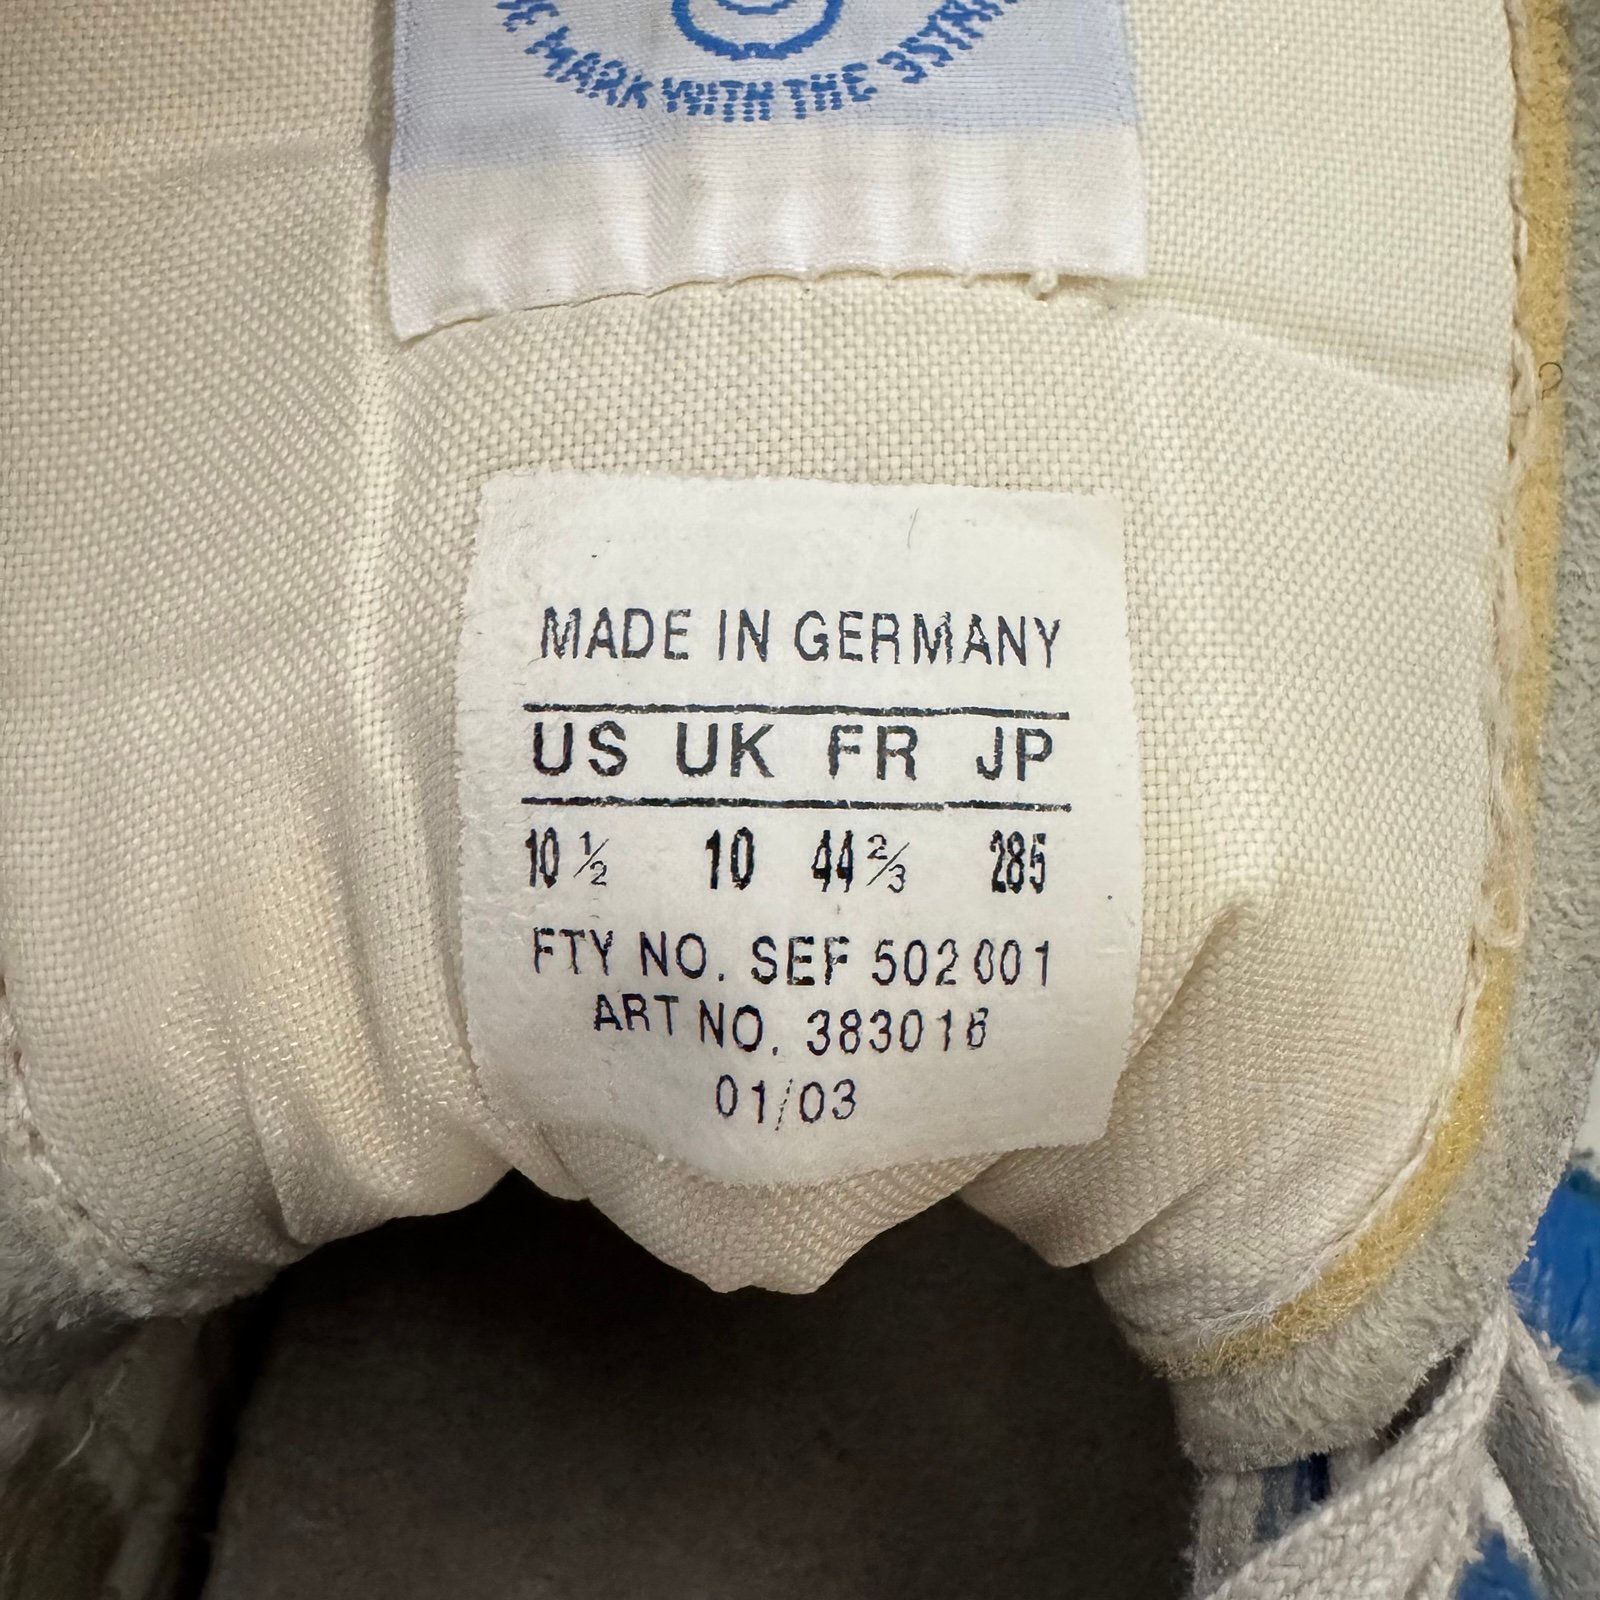 MARK WITH THE 3STR
MADE IN GERMANY
US UK FR JP
10 ½ 10 44 ⅔ 285
FTY NO. SEF 502001
ART NO. 383016
01/03